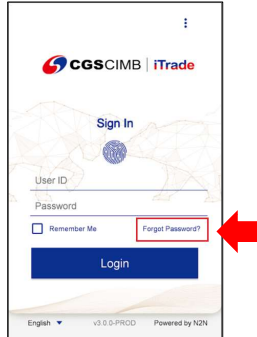 CGSCIMB iTrade
Sign In
User ID
Password
Remember Me Forgot Password?
Login
English v3.0.0-PROD Powered by N2N